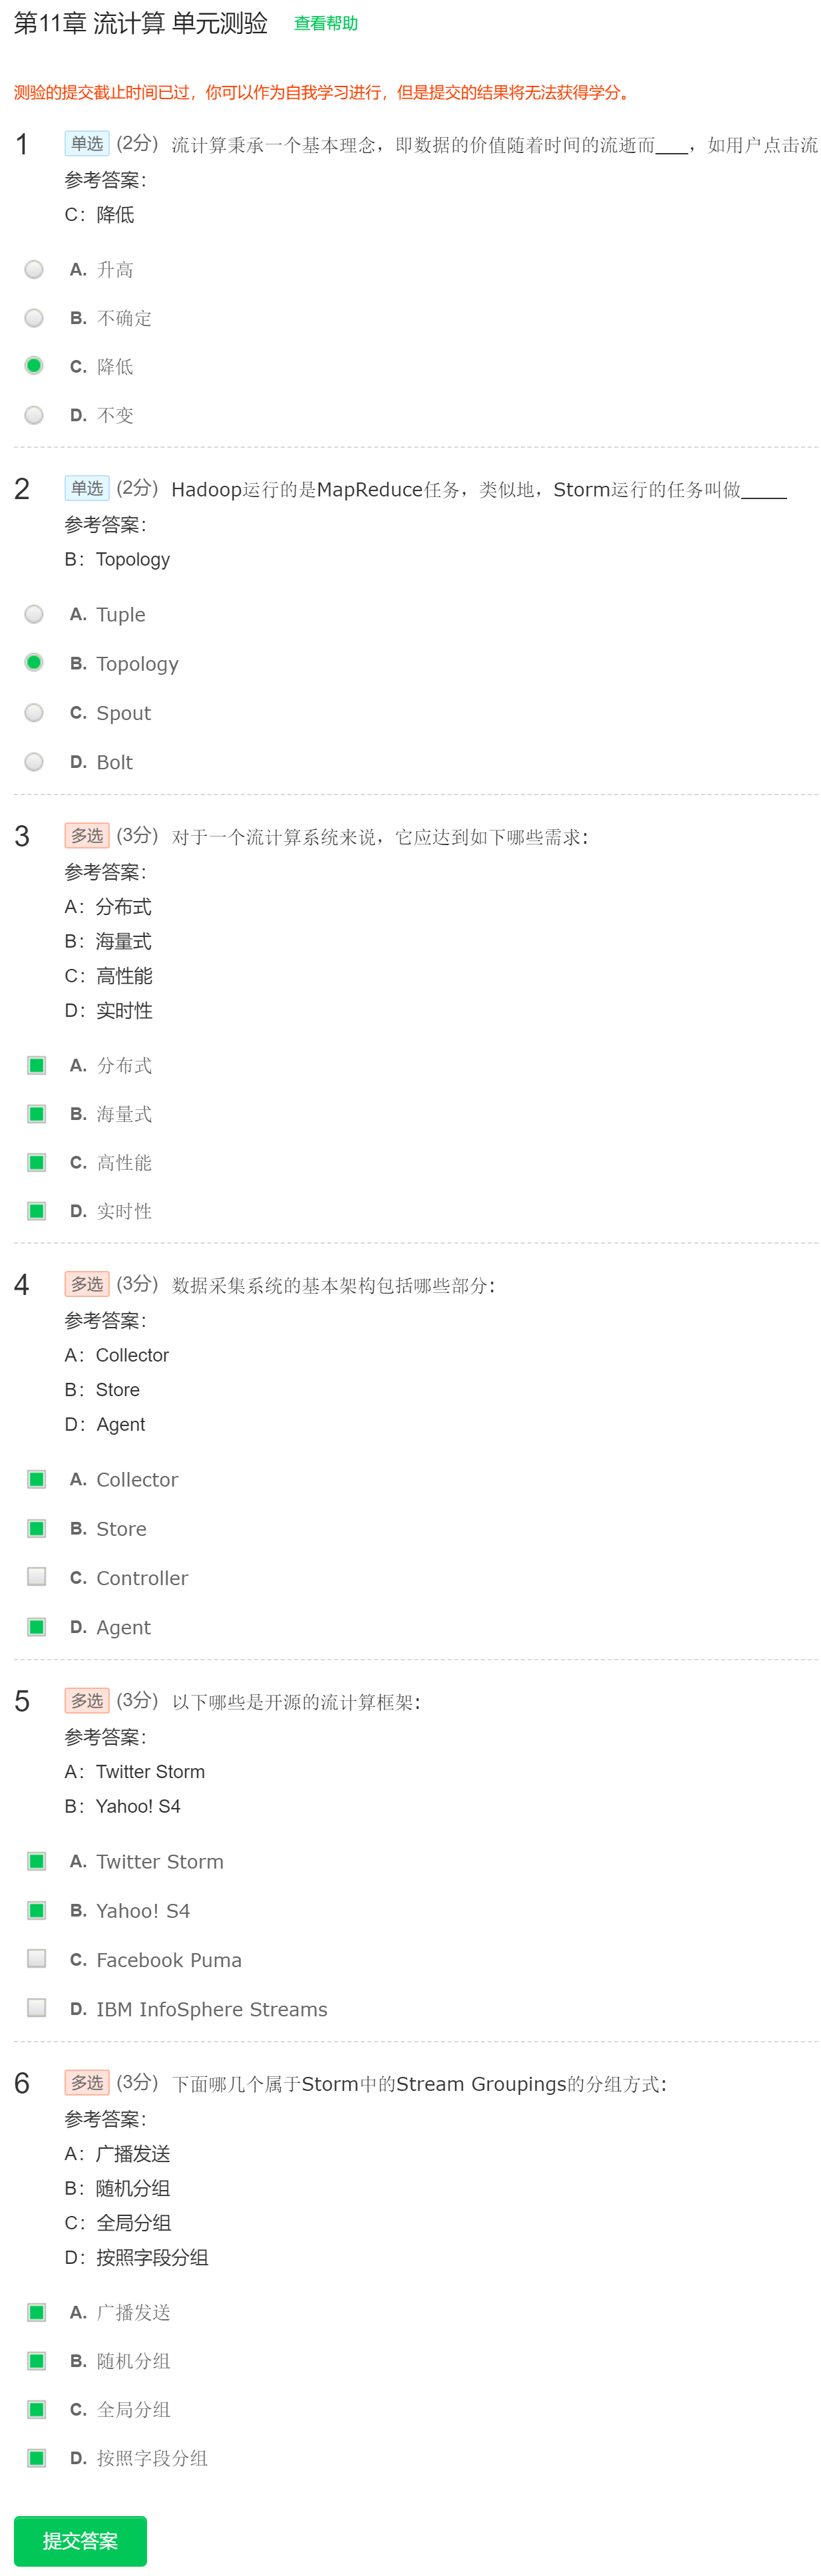 第11章 流计算 单元测验 查看帮助
测验的提交截止时间已过，你可以作为自我学习进行，但是提交的结果将无法获得学分。
1 单选 (2分) 流计算秉承一个基本理念，即数据的价值随着时间的流逝而____，如用户点击流
参考答案：
C：降低
A. 升高
B. 不确定
C. 降低
D. 不变
2 单选 (2分) Hadoop运行的是MapReduce任务，类似地，Storm运行的任务叫做_____
参考答案：
B：Topology
A. Tuple
B. Topology
C. Spout
D. Bolt
3 多选 (3分) 对于一个流计算系统来说，它应达到如下哪些需求：
参考答案：
A：分布式
B：海量式
C：高性能
D：实时性
A. 分布式
B. 海量式
C. 高性能
D. 实时性
4 多选 (3分) 数据采集系统的基本架构包括哪些部分：
参考答案：
A：Collector
B：Store
D：Agent
A. Collector
B. Store
C. Controller
D. Agent
5 多选 (3分) 以下哪些是开源的流计算框架：
参考答案：
A：Twitter Storm
B：Yahoo! S4
A. Twitter Storm
B. Yahoo! S4
C. Facebook Puma
D. IBM InfoSphere Streams
6 多选 (3分) 下面哪几个属于Storm中的Stream Groupings的分组方式：
参考答案：
A：广播发送
B：随机分组
C：全局分组
D：按照字段分组
A. 广播发送
B. 随机分组
C. 全局分组
D. 按照字段分组
提交答案